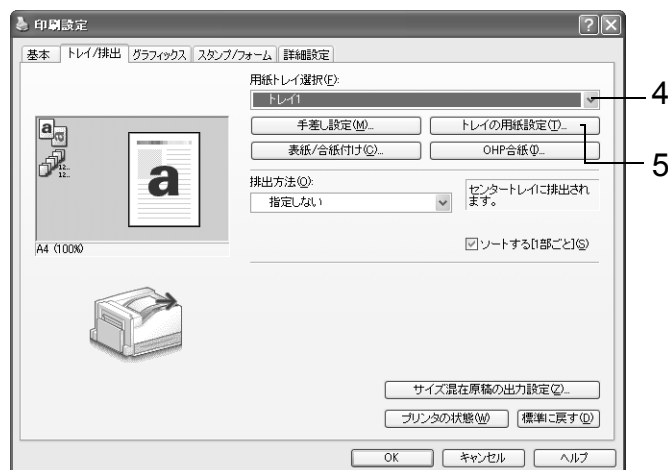 印刷設定
基本 トレイ/排出 グラフィックス スタンプ/フォーム 詳細設定
用紙トレイ選択(F):
トレイ1
4
手差し設定(M)... トレイの用紙設定(T)...
5
表紙/合紙付け(C)... OHP合紙(I)...
排出方法(O):
指定しない
センタートレイに排出され
ます。
ソートする[1部ごと](S)
a
a
12..
12..
a
A4 (100%)
サイズ混在原稿の出力設定(Z)...
プリンタの状態(W) 標準に戻す(D)
OK キャンセル ヘルプ